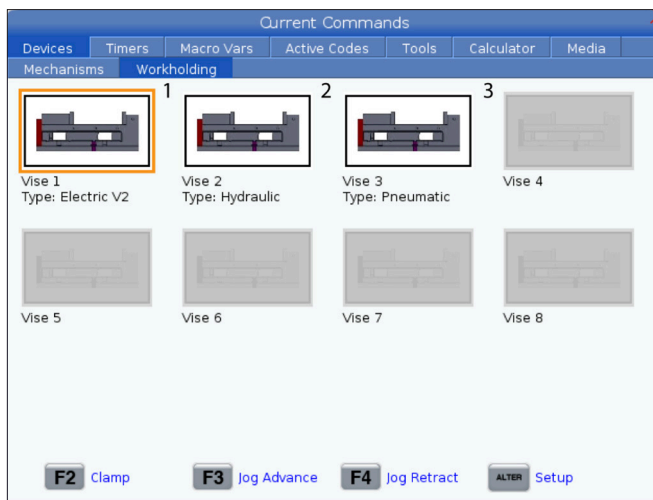 Current Commands
Devices Timers Macro Vars Active Codes Tools Calculator Media
Mechanisms Workholding
1 2 3
Vise 1 Vise 2 Vise 3 Vise 4
Type: Electric V2 Type: Hydraulic Type: Pneumatic
Vise 5 Vise 6 Vise 7 Vise 8
F2 Clamp F3 Jog Advance F4 Jog Retract ALTER Setup